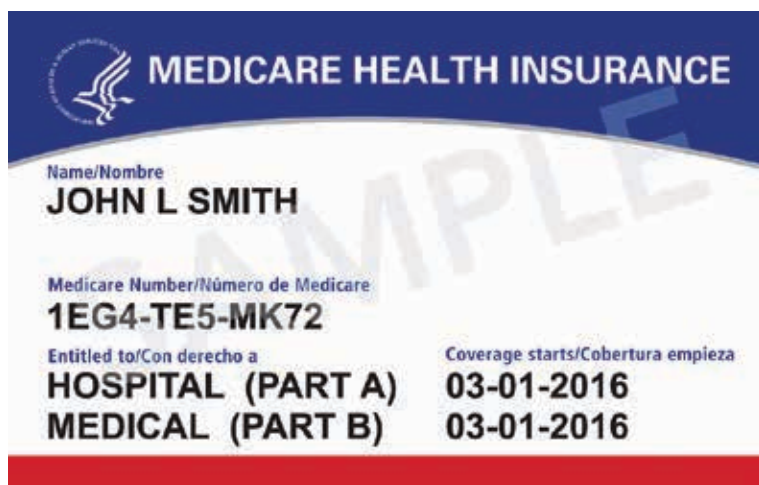 MEDICARE HEALTH INSURANCE
Name/Nombre
JOHN L SMITH
Medicare Number/Número de Medicare
1EG4-TE5-MK72
Entitled to/Con derecho a
Coverage starts/Cobertura empieza
HOSPITAL (PART A) 03-01-2016
MEDICAL (PART B) 03-01-2016
SAMPLE